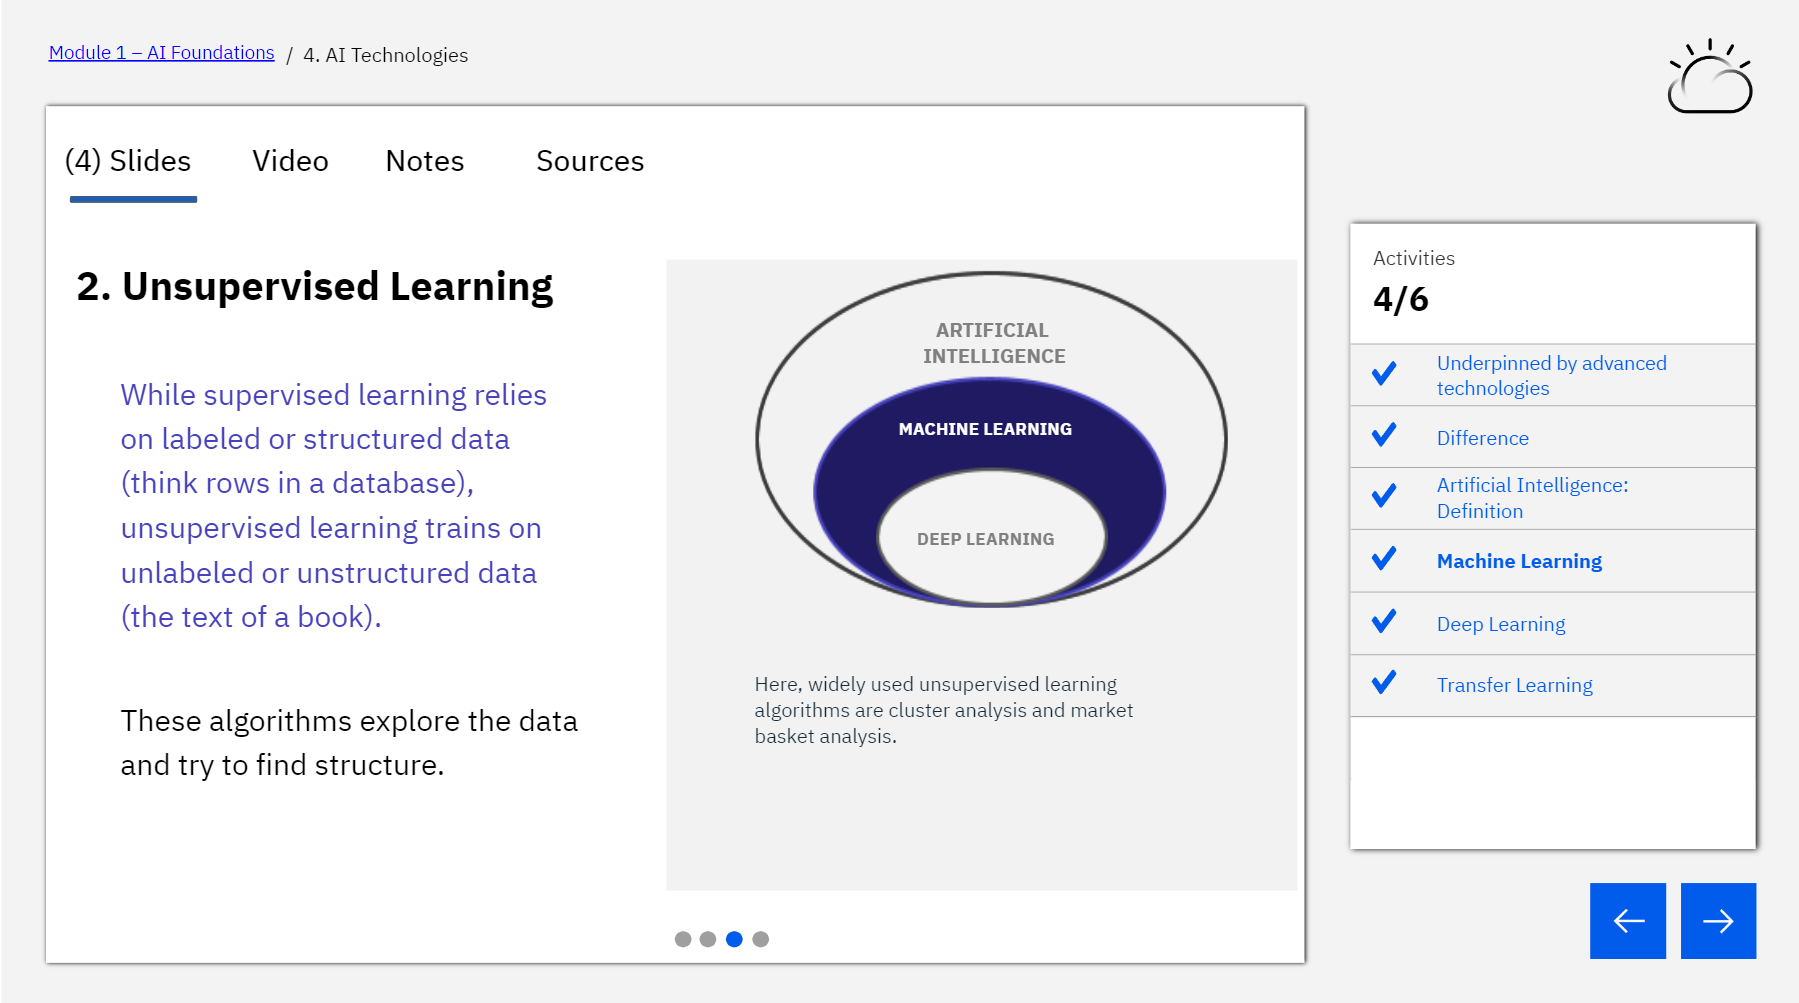 Module 1 – AI Foundations / 4. AI Technologies
(4) Slides Video Notes Sources
2. Unsupervised Learning
While supervised learning relies
on labeled or structured data
(think rows in a database),
unsupervised learning trains on
unlabeled or unstructured data
(the text of a book).
These algorithms explore the data
and try to find structure.
ARTIFICIAL
INTELLIGENCE
MACHINE LEARNING
DEEP LEARNING
Here, widely used unsupervised learning
algorithms are cluster analysis and market
basket analysis.
Activities
4/6
Underpinned by advanced
technologies
Difference
Artificial Intelligence:
Definition
Machine Learning
Deep Learning
Transfer Learning